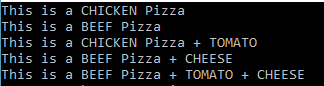 This is a CHICKEN Pizza
This is a BEEF Pizza
This is a CHICKEN Pizza + TOMATO
This is a BEEF Pizza + CHEESE
This is a BEEF Pizza + TOMATO + CHEESE